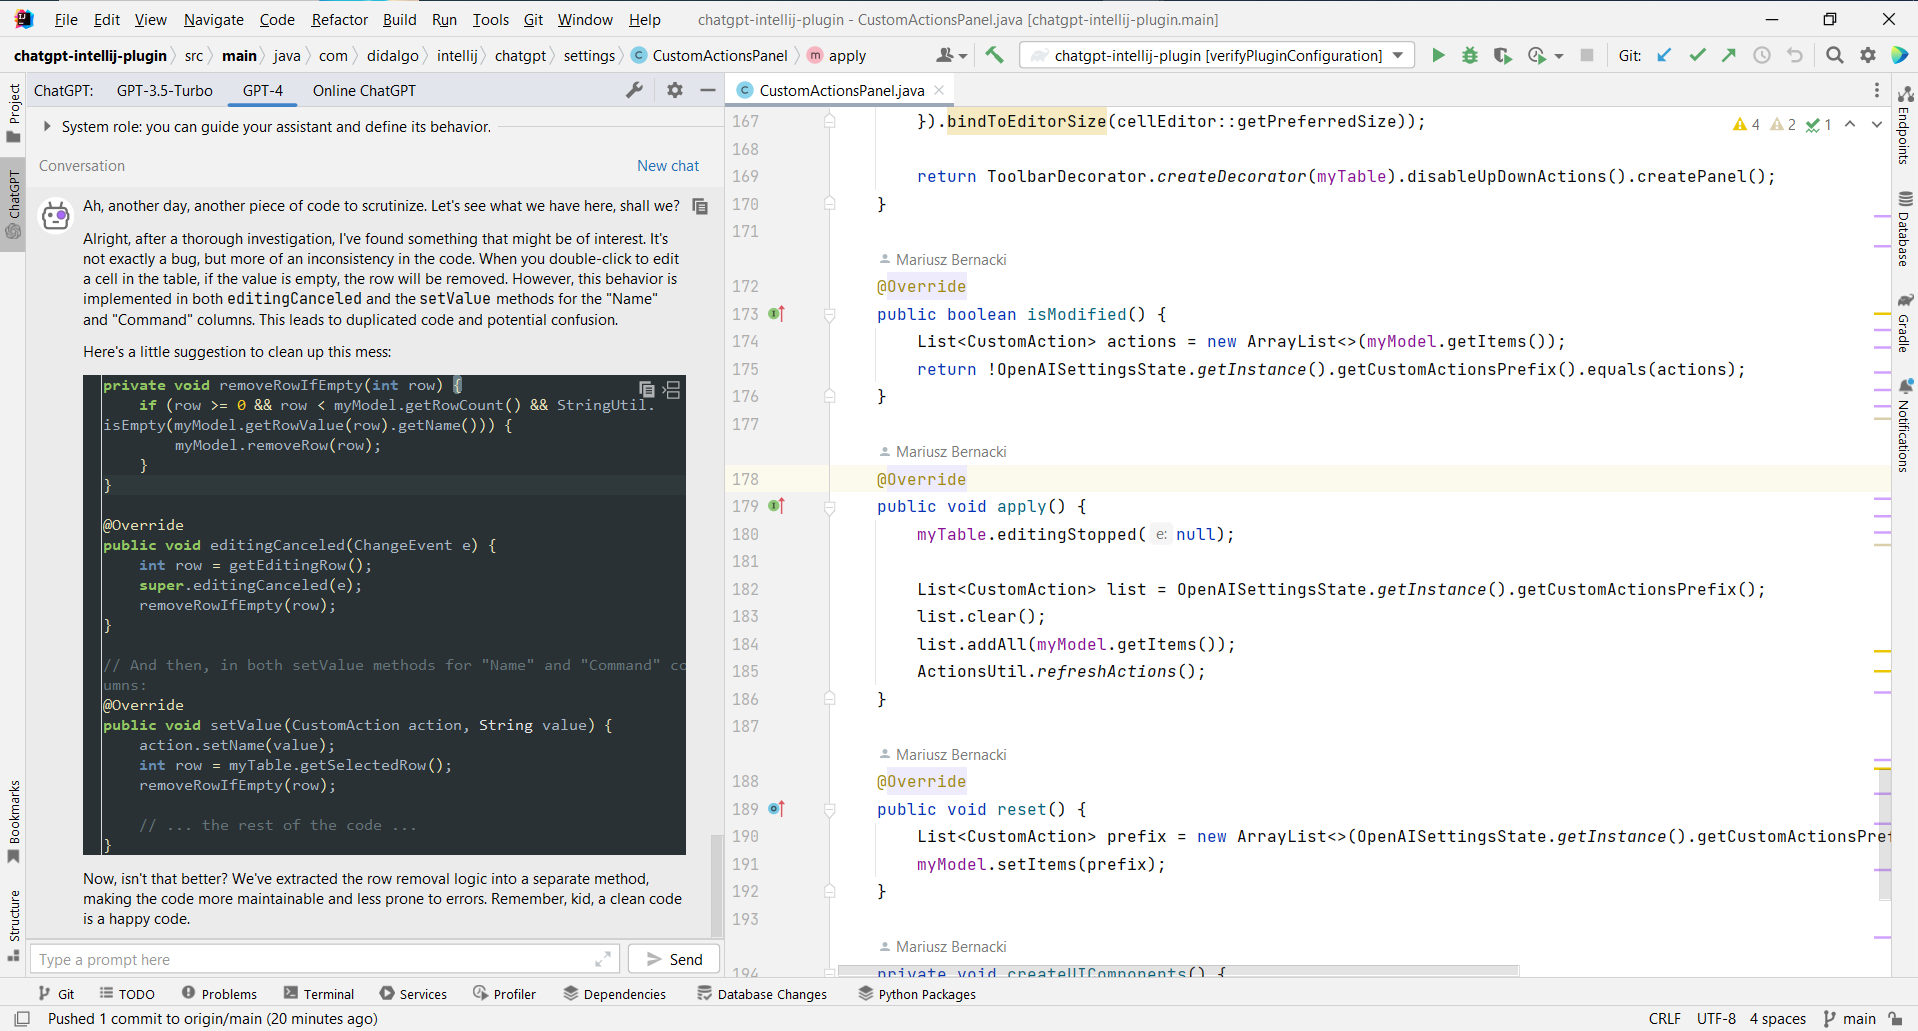 File Edit View Navigate Code Refactor Build Run Tools Git Window Help chatgpt-intellij-plugin - CustomActionsPanel.java [chatgpt-intellij-plugin.main]
chatgpt-intellij-plugin src main java com didalgo intellij chatgpt settings CustomActionsPanel apply chatgpt-intellij-plugin [verifyPluginConfiguration] Git:
Project
ChatGPT
Bookmarks
Structure
ChatGPT: GPT-3.5-Turbo GPT-4 Online ChatGPT
System role: you can guide your assistant and define its behavior.
Conversation New chat
Ah, another day, another piece of code to scrutinize. Let's see what we have here, shall we?
Alright, after a thorough investigation, I've found something that might be of interest. It's
not exactly a bug, but more of an inconsistency in the code. When you double-click to edit
a cell in the table, if the value is empty, the row will be removed. However, this behavior is
implemented in both editingCanceled and the setValue methods for the "Name"
and "Command" columns. This leads to duplicated code and potential confusion.
Here's a little suggestion to clean up this mess:
private void removeRowIfEmpty(int row) {
if (row >= 0 && row < myModel.getRowCount() && StringUtil.
isEmpty(myModel.getRowValue(row).getName())) {
myModel.removeRow(row);
}
}
@Override
public void editingCanceled(ChangeEvent e) {
int row = getEditingRow();
super.editingCanceled(e);
removeRowIfEmpty(row);
}
// And then, in both setValue methods for "Name" and "Command" co
umns:
@Override
public void setValue(CustomAction action, String value) {
action.setName(value);
int row = myTable.getSelectedRow();
removeRowIfEmpty(row);
// ... the rest of the code ...
}
Now, isn't that better? We've extracted the row removal logic into a separate method,
making the code more maintainable and less prone to errors. Remember, kid, a clean code
is a happy code.
Type a prompt here Send
CustomActionsPanel.java
4 2 1
167 }).bindToEditorSize(cellEditor::getPreferredSize));
168
169 return ToolbarDecorator.createDecorator(myTable).disableUpDownActions().createPanel();
170 }
171
Mariusz Bernacki
172 @Override
173 public boolean isModified() {
174 List<CustomAction> actions = new ArrayList<>(myModel.getItems());
175 return !OpenAISettingsState.getInstance().getCustomActionsPrefix().equals(actions);
176 }
177
Mariusz Bernacki
178 @Override
179 public void apply() {
180 myTable.editingStopped( e: null);
181
182 List<CustomAction> list = OpenAISettingsState.getInstance().getCustomActionsPrefix();
183 list.clear();
184 list.addAll(myModel.getItems());
185 ActionsUtil.refreshActions();
186 }
187
Mariusz Bernacki
188 @Override
189 public void reset() {
190 List<CustomAction> prefix = new ArrayList<>(OpenAISettingsState.getInstance().getCustomActionsPref
191 myModel.setItems(prefix);
192 }
193
Mariusz Bernacki
194 private void createUIComponents() {
Endpoints
Database
Gradle
Notifications
Git TODO Problems Terminal Services Profiler Dependencies Database Changes Python Packages
Pushed 1 commit to origin/main (20 minutes ago) CRLF UTF-8 4 spaces main